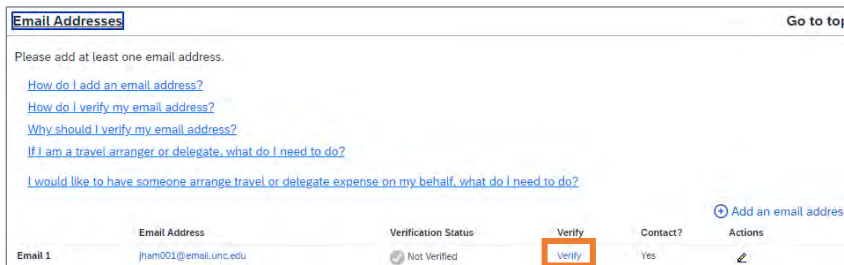 Email Addresses Go to top
Please add at least one email address.
How do I add an email address?
How do I verify my email address?
Why should I verify my email address?
If I am a travel arranger or delegate, what do I need to do?
I would like to have someone arrange travel or delegate expense on my behalf, what do I need to do?
Add an email addres
Email Address Verification Status Verify Contact? Actions
Email 1 jham001@email.unc.edu Not Verified Verify Yes